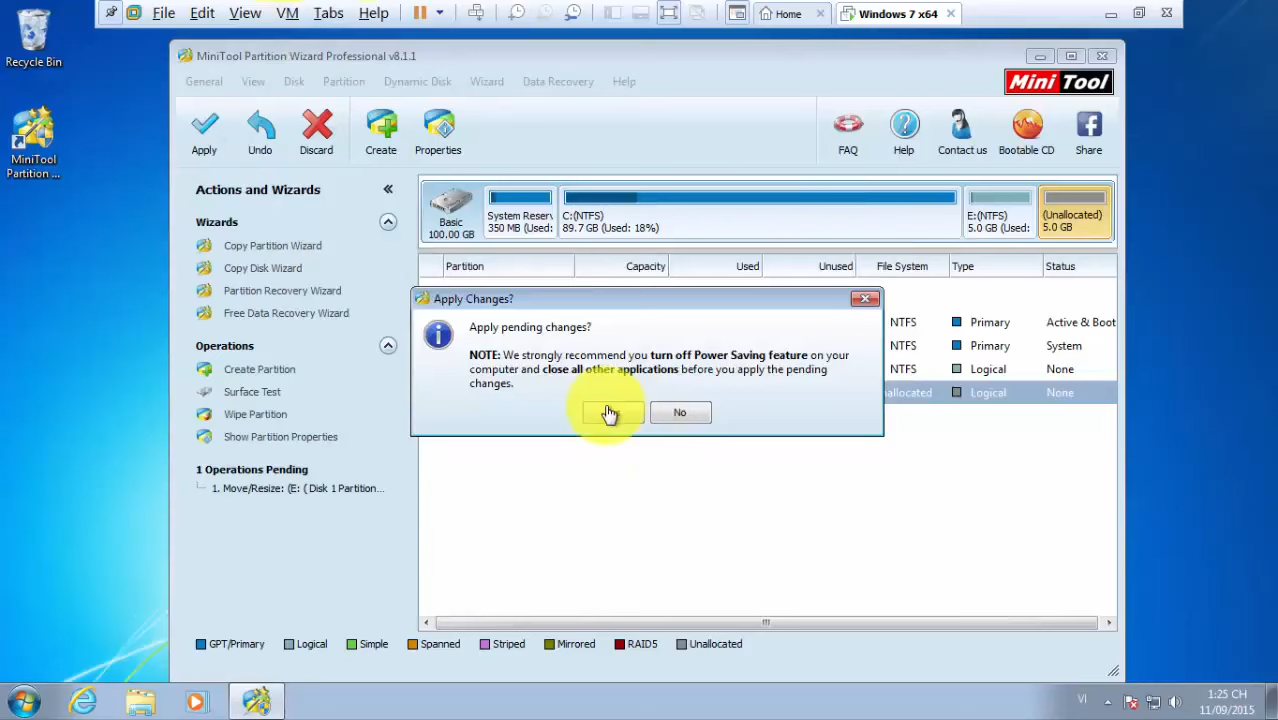 File Edit View VM Tabs Help Home Windows 7 x64
Recycle Bin
MiniTool
Partition ...
MiniTool Partition Wizard Professional v8.1.1
General View Disk Partition Dynamic Disk Wizard Data Recovery Help
Mini Tool
Apply Undo Discard Create Properties FAQ Help Contact us Bootable CD Share
Actions and Wizards
Wizards
Copy Partition Wizard
Copy Disk Wizard
Partition Recovery Wizard
Free Data Recovery Wizard
Operations
Create Partition
Surface Test
Wipe Partition
Show Partition Properties
1 Operations Pending
1. Move/Resize: (E: ( Disk 1 Partition...
Basic
100.00 GB
System Reserv
350 MB (Used:
C:(NTFS)
89.7 GB (Used: 18%)
E:(NTFS)
5.0 GB (Used:
(Unallocated)
5.0 GB
Partition Capacity Used Unused File System Type Status
NTFS Primary Active & Boot
NTFS Primary System
NTFS Logical None
allocated Logical None
Apply Changes?
Apply pending changes?
NOTE: We strongly recommend you turn off Power Saving feature on your
computer and close all other applications before you apply the pending
changes.
No
GPT/Primary Logical Simple Spanned Striped Mirrored RAID5 Unallocated
VI
1:25 CH
11/09/2015